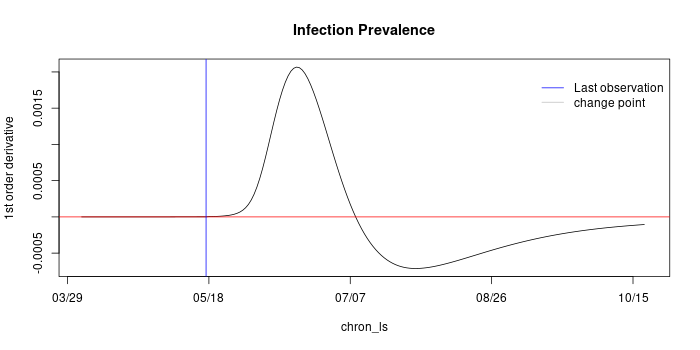 Infection Prevalence
1st order derivative
0.0015
0.0005
-0.0005
Last observation
change point
03/29
05/18
07/07
08/26
10/15
chron_ls